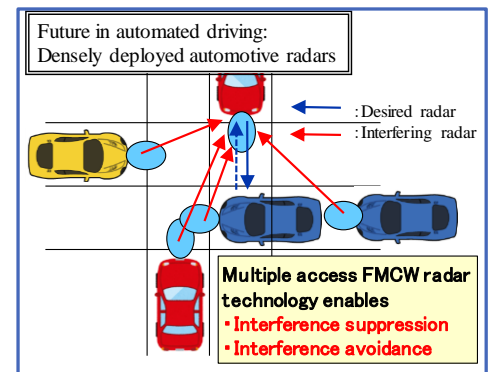 Future in automated driving:
Densely deployed automotive radars
:Desired radar
:Interfering radar
Multiple access FMCW radar
technology enables
・Interference suppression
・Interference avoidance